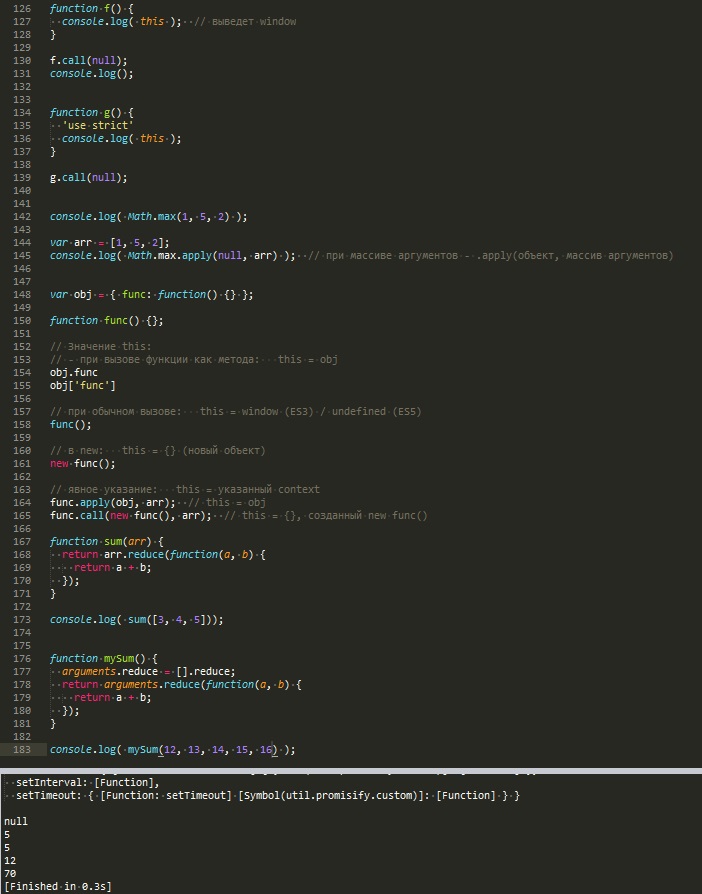 126 function f() {
127   console.log( this );  // выведет window
128 }
129
130 f.call(null);
131 console.log();
132
133
134 function g() {
135   'use strict'
136   console.log( this );
137 }
138
139 g.call(null);
140
141
142 console.log( Math.max(1, 5, 2) );
143
144 var arr = [1, 5, 2];
145 console.log( Math.max.apply(null, arr) );  // при массиве аргументов - .apply(объект, массив аргументов)
146
147
148 var obj = { func: function() {} };
149
150 function func() {};
151
152 // Значение this:
153 // - при вызове функции как метода:   this = obj
154 obj.func
155 obj['func']
156
157 // при обычном вызове:   this = window (ES3) / undefined (ES5)
158 func();
159
160 // в new:   this = {} (новый объект)
161 new func();
162
163 // явное указание:   this = указанный context
164 func.apply(obj, arr);  // this = obj
165 func.call(new func(), arr);  // this = {}, созданный new func()
166
167 function sum(arr) {
168   return arr.reduce(function(a, b) {
169     return a + b;
170   });
171 }
172
173 console.log( sum([3, 4, 5]));
174
175
176 function mySum() {
177   arguments.reduce = [].reduce;
178   return arguments.reduce(function(a, b) {
179     return a + b;
180   });
181 }
182
183 console.log( mySum(12, 13, 14, 15, 16) );
  setInterval: [Function],
  setTimeout: { [Function: setTimeout] [Symbol(util.promisify.custom)]: [Function] } }
null
5
5
12
70
[Finished in 0.3s]